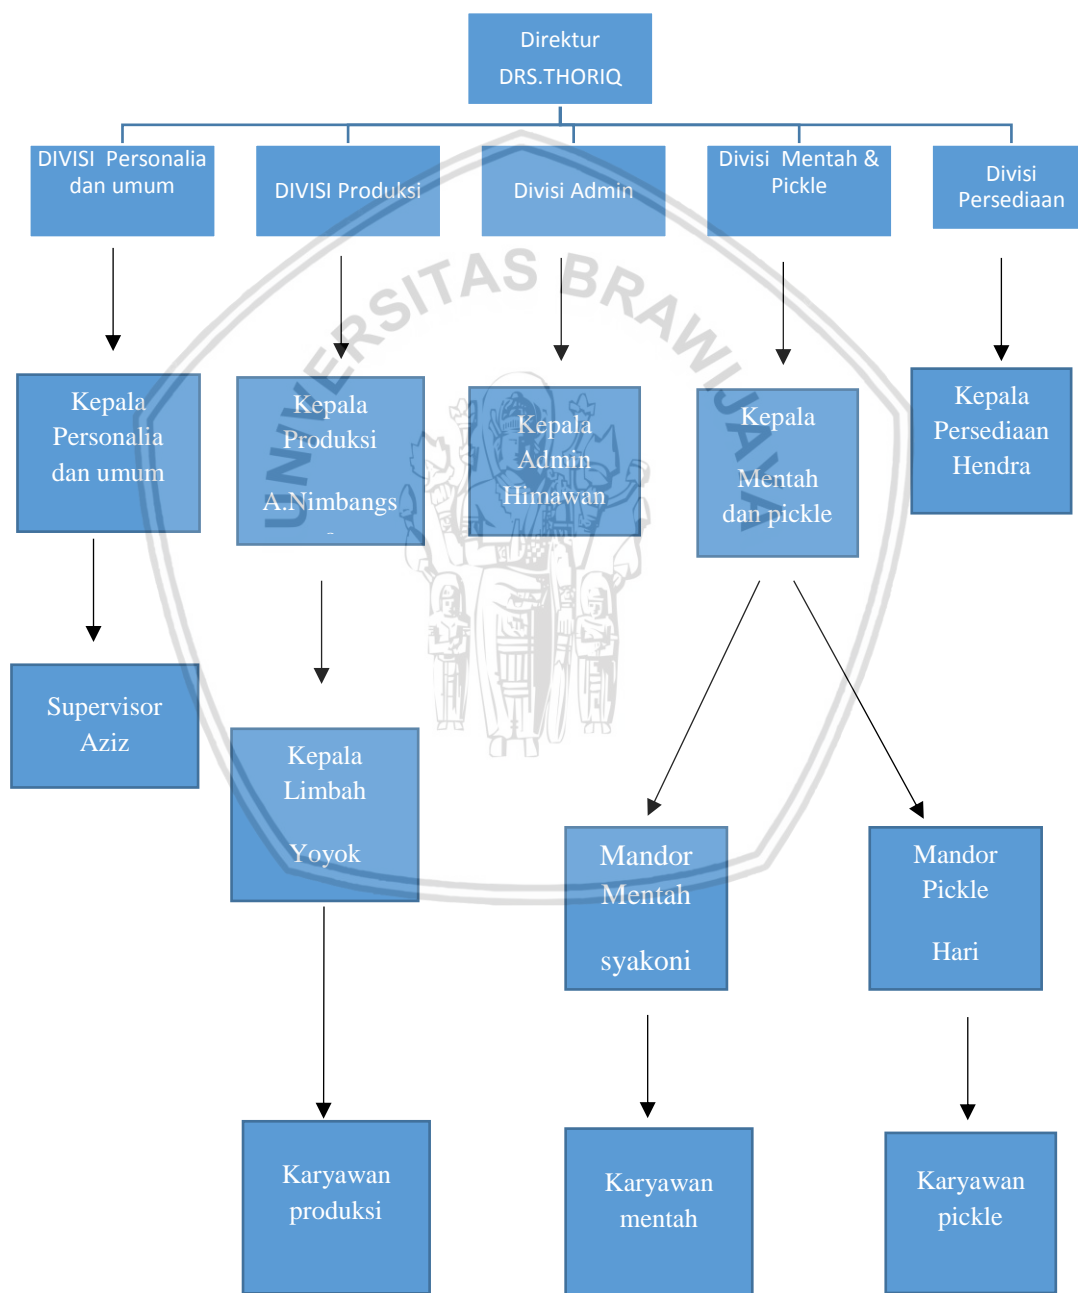 Direktur
DRS.THORIQ
DIVISI Personalia
dan umum
DIVISI Produksi
Divisi Admin
Divisi Mentah &
Pickle
Divisi
Persediaan
UNIVERSITAS BRAWIJAYA
Kepala
Personalia
dan umum
Kepala
Produksi
A.Nimbangs
Kepala
Admin
Himawan
Kepala
Mentah
dan pickle
Kepala
Persediaan
Hendra
Supervisor
Aziz
Kepala
Limbah
Yoyok
Mandor
Mentah
syakoni
Mandor
Pickle
Hari
Karyawan
produksi
Karyawan
mentah
Karyawan
pickle